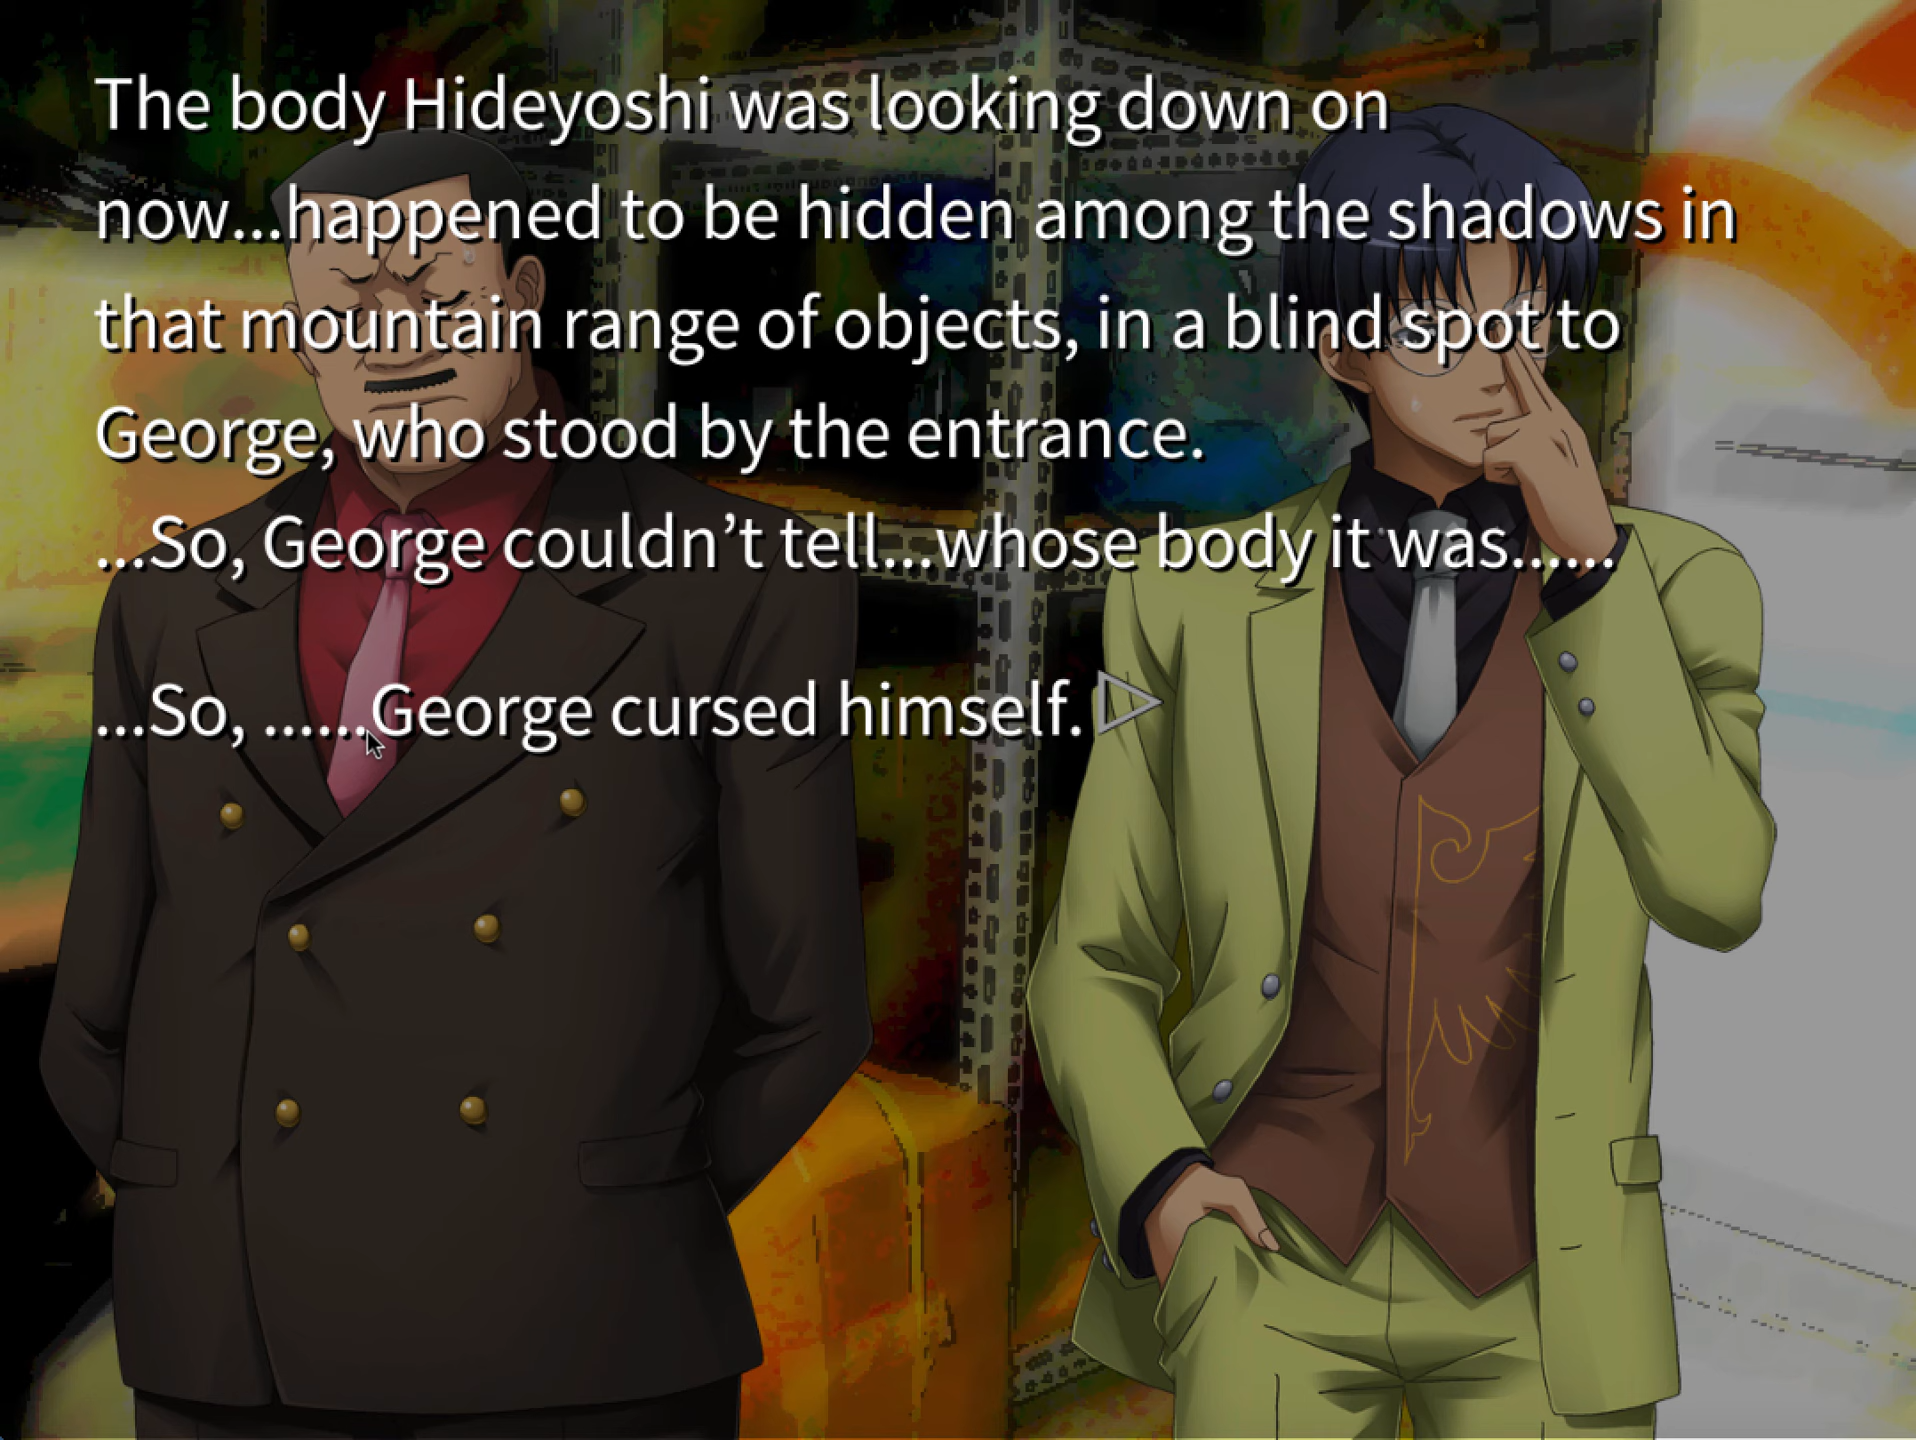 The body Hideyoshi was looking down on
now...happened to be hidden among the shadows in
that mountain range of objects, in a blind spot to
George, who stood by the entrance.
...So, George couldn’t tell...whose body it was......
...So, ......George cursed himself.